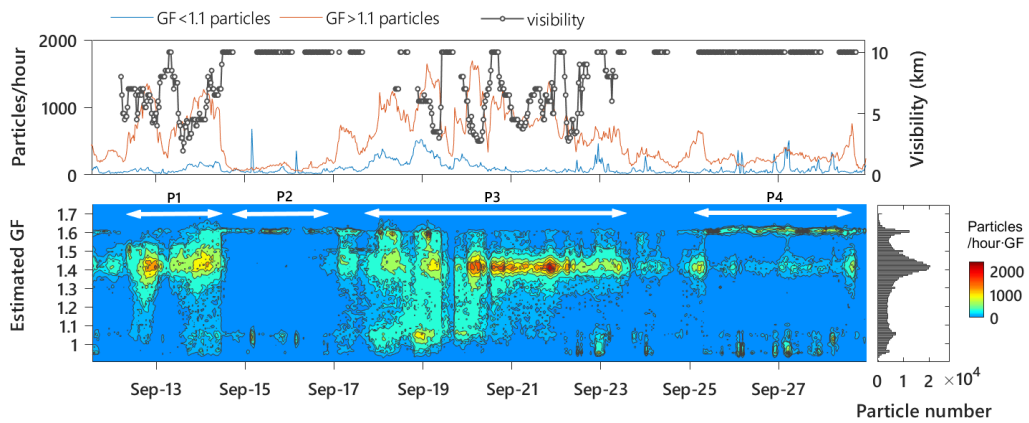 GF<1.1 particles GF>1.1 particles visibility
2000 10
1000 5
0 0
Particles/hour
Visibility (km)
P1 P2 P3 P4
1.7
1.6
1.5
1.4
1.3
1.2
1.1
1
Estimated GF
Particles
/hour·GF
2000
1000
0
Sep-13 Sep-15 Sep-17 Sep-19 Sep-21 Sep-23 Sep-25 Sep-27
0 1 2 ×10⁴
Particle number